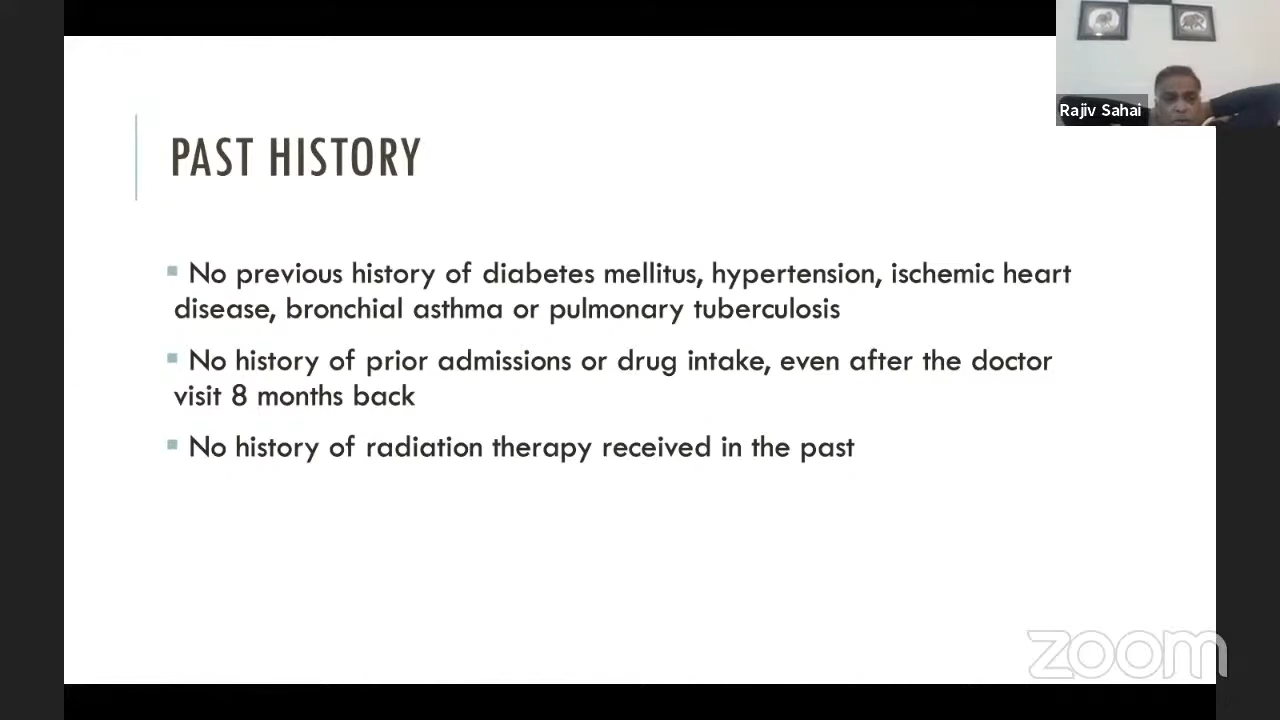 Rajiv Sahai
PAST HISTORY
▪ No previous history of diabetes mellitus, hypertension, ischemic heart
disease, bronchial asthma or pulmonary tuberculosis
▪ No history of prior admissions or drug intake, even after the doctor
visit 8 months back
▪ No history of radiation therapy received in the past
zoom